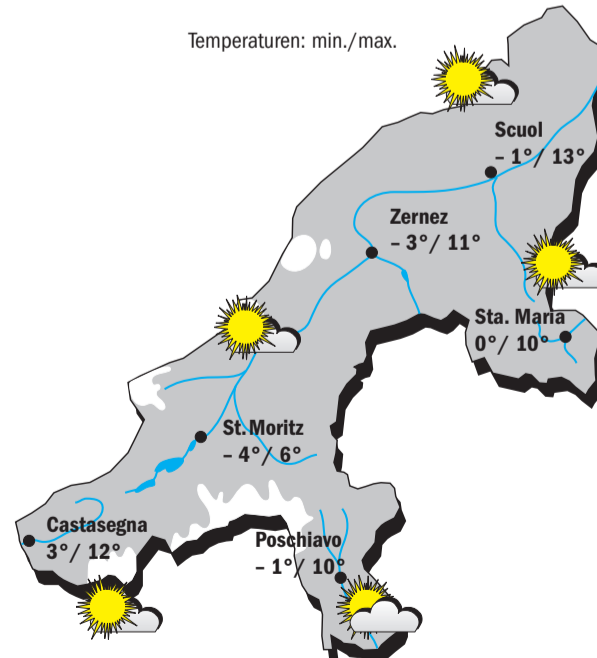 Temperaturen: min./max.
Scuol
– 1°/ 13°
Zernez
– 3°/ 11°
Sta. Maria
0°/ 10°
St. Moritz
– 4°/ 6°
Castasegna
3°/ 12°
Poschiavo
– 1°/ 10°